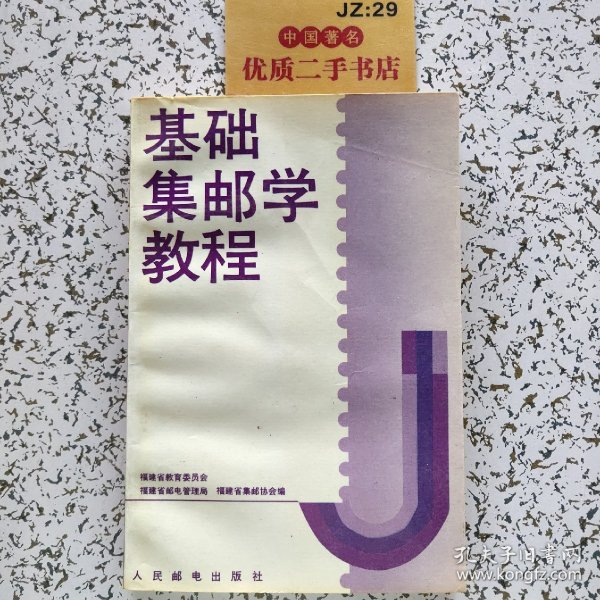 JZ:29
中国著名
优质二手书店
基础
集邮学
教程
福建省教育委员会
福建省邮电管理局 福建省集邮协会编
人民邮电出版社
孔夫子旧书网
www.kongfz.com